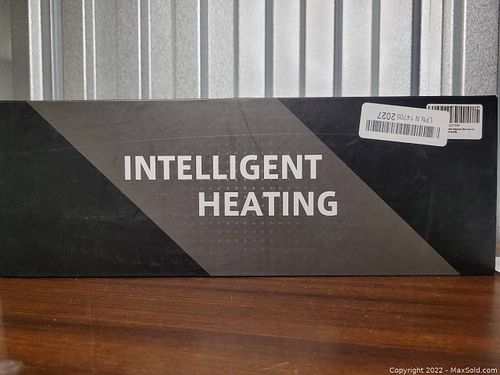 INTELLIGENT
HEATING
LPN N 14705 2027
Copyright 2022 - MaxSold.com